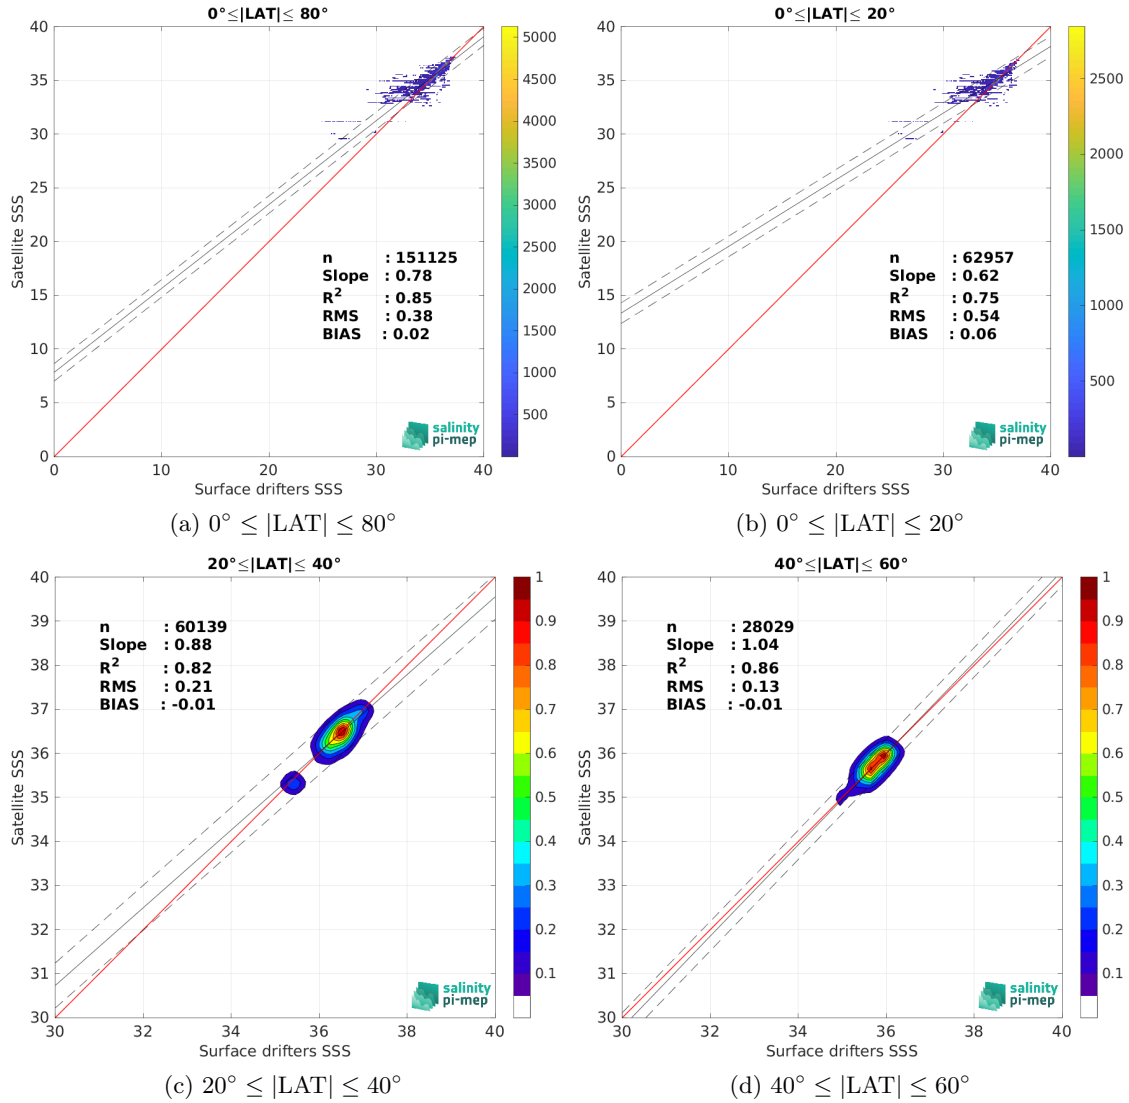 0°≤|LAT|≤ 80°
40
35
30
25
20
15
10
5
0
0
10
20
30
40
Satellite SSS
Surface drifters SSS
n : 151125
Slope : 0.78
R² : 0.85
RMS : 0.38
BIAS : 0.02
salinity
pi-mep
5000
4500
4000
3500
3000
2500
2000
1500
1000
500
(a) 0° ≤ |LAT| ≤ 80°
0°≤|LAT|≤ 20°
40
35
30
25
20
15
10
5
0
0
10
20
30
40
Satellite SSS
Surface drifters SSS
n : 62957
Slope : 0.62
R² : 0.75
RMS : 0.54
BIAS : 0.06
salinity
pi-mep
2500
2000
1500
1000
500
(b) 0° ≤ |LAT| ≤ 20°
20°≤|LAT|≤ 40°
40
39
38
37
36
35
34
33
32
31
30
30
32
34
36
38
40
Satellite SSS
Surface drifters SSS
n : 60139
Slope : 0.88
R² : 0.82
RMS : 0.21
BIAS : -0.01
salinity
pi-mep
1
0.9
0.8
0.7
0.6
0.5
0.4
0.3
0.2
0.1
(c) 20° ≤ |LAT| ≤ 40°
40°≤|LAT|≤ 60°
40
39
38
37
36
35
34
33
32
31
30
30
32
34
36
38
40
Satellite SSS
Surface drifters SSS
n : 28029
Slope : 1.04
R² : 0.86
RMS : 0.13
BIAS : -0.01
salinity
pi-mep
1
0.9
0.8
0.7
0.6
0.5
0.4
0.3
0.2
0.1
(d) 40° ≤ |LAT| ≤ 60°